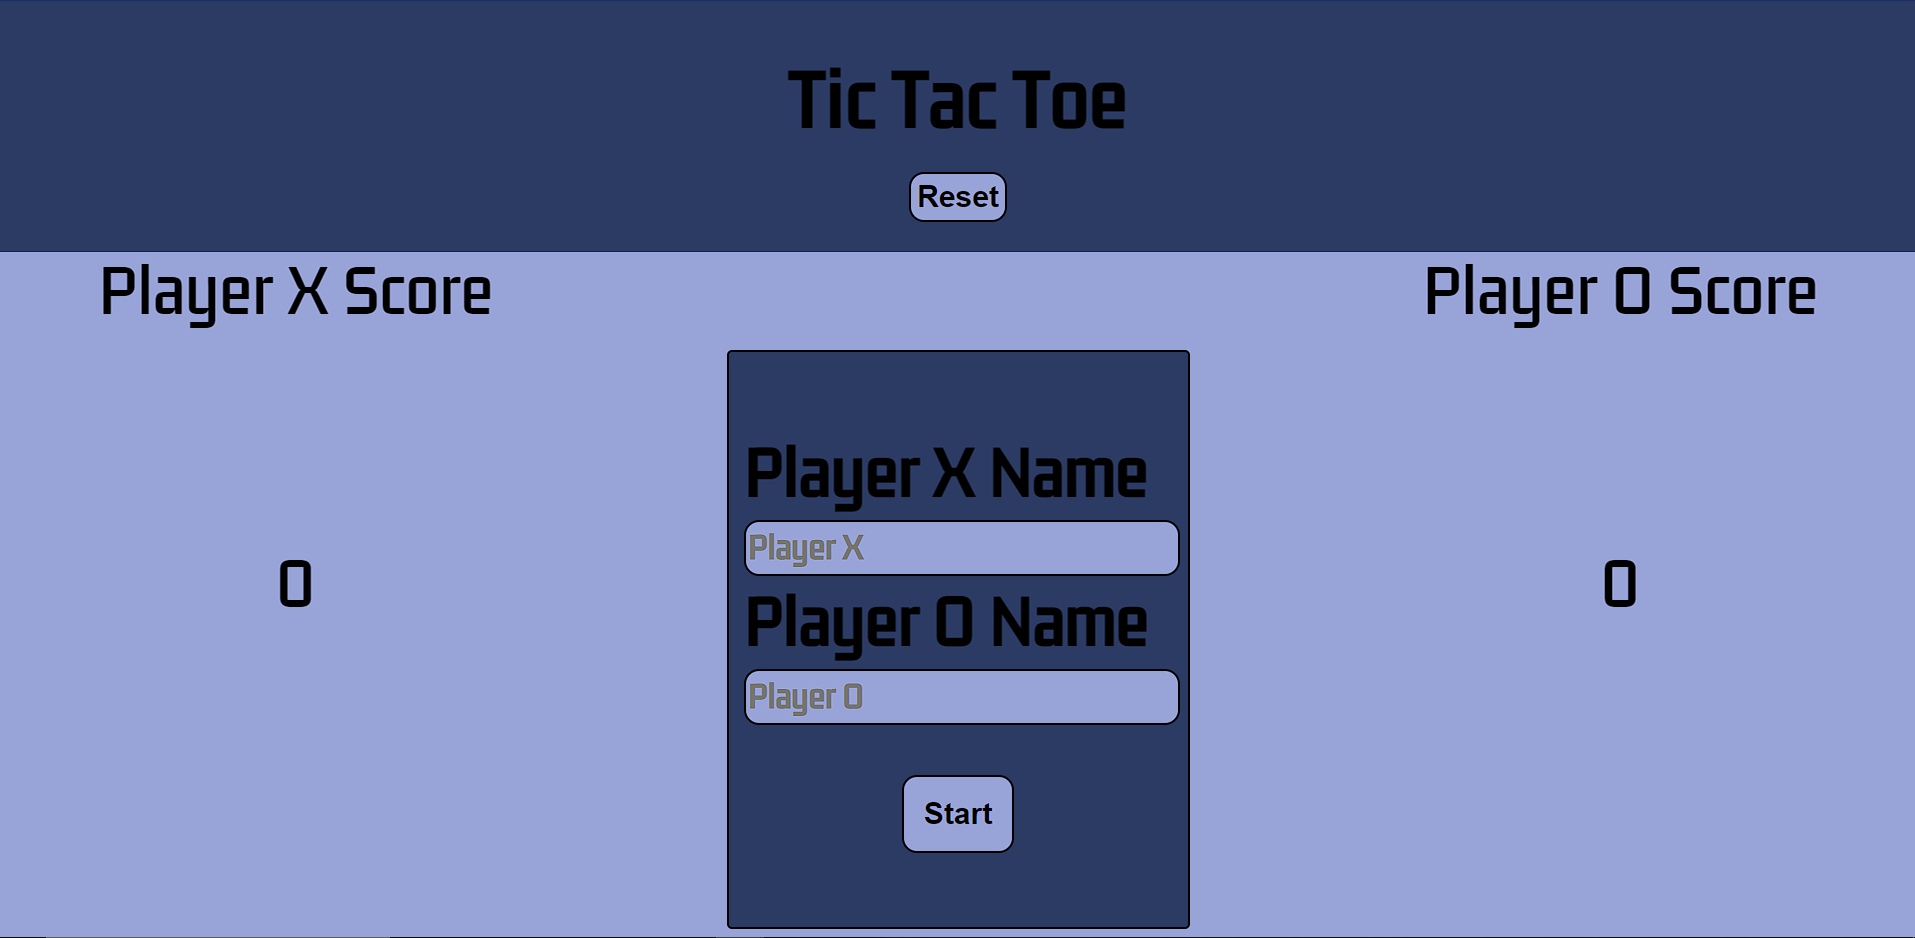 Tic Tac Toe
Reset
Player X Score
Player O Score
Player X Name
Player X
0
0
Player O Name
Player O
Start